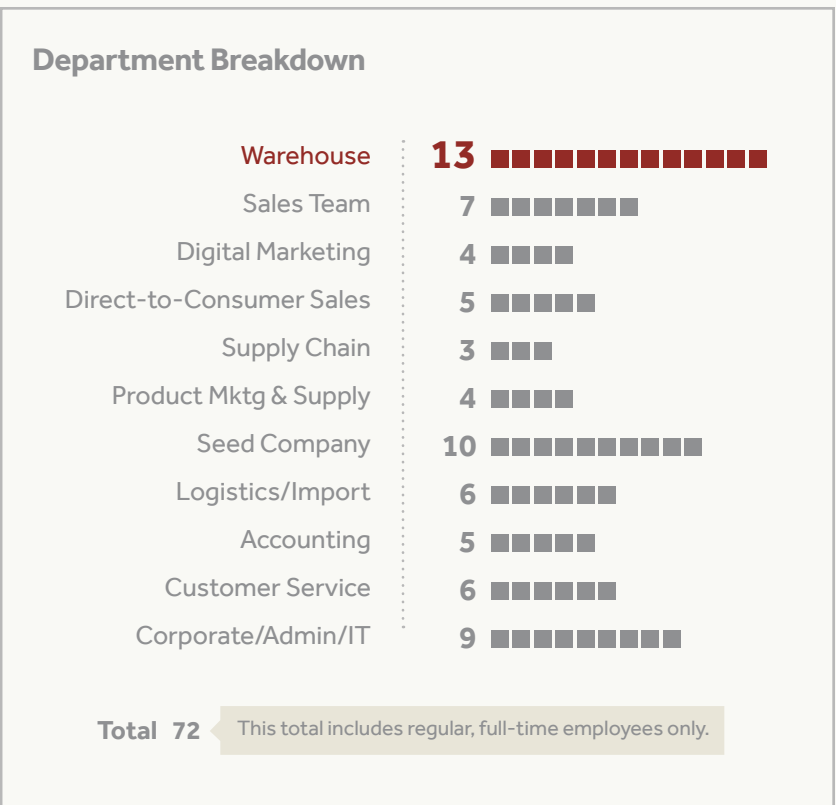 Department Breakdown
Warehouse 13
Sales Team 7
Digital Marketing 4
Direct-to-Consumer Sales 5
Supply Chain 3
Product Mktg & Supply 4
Seed Company 10
Logistics/Import 6
Accounting 5
Customer Service 6
Corporate/Admin/IT 9
Total 72 This total includes regular, full-time employees only.